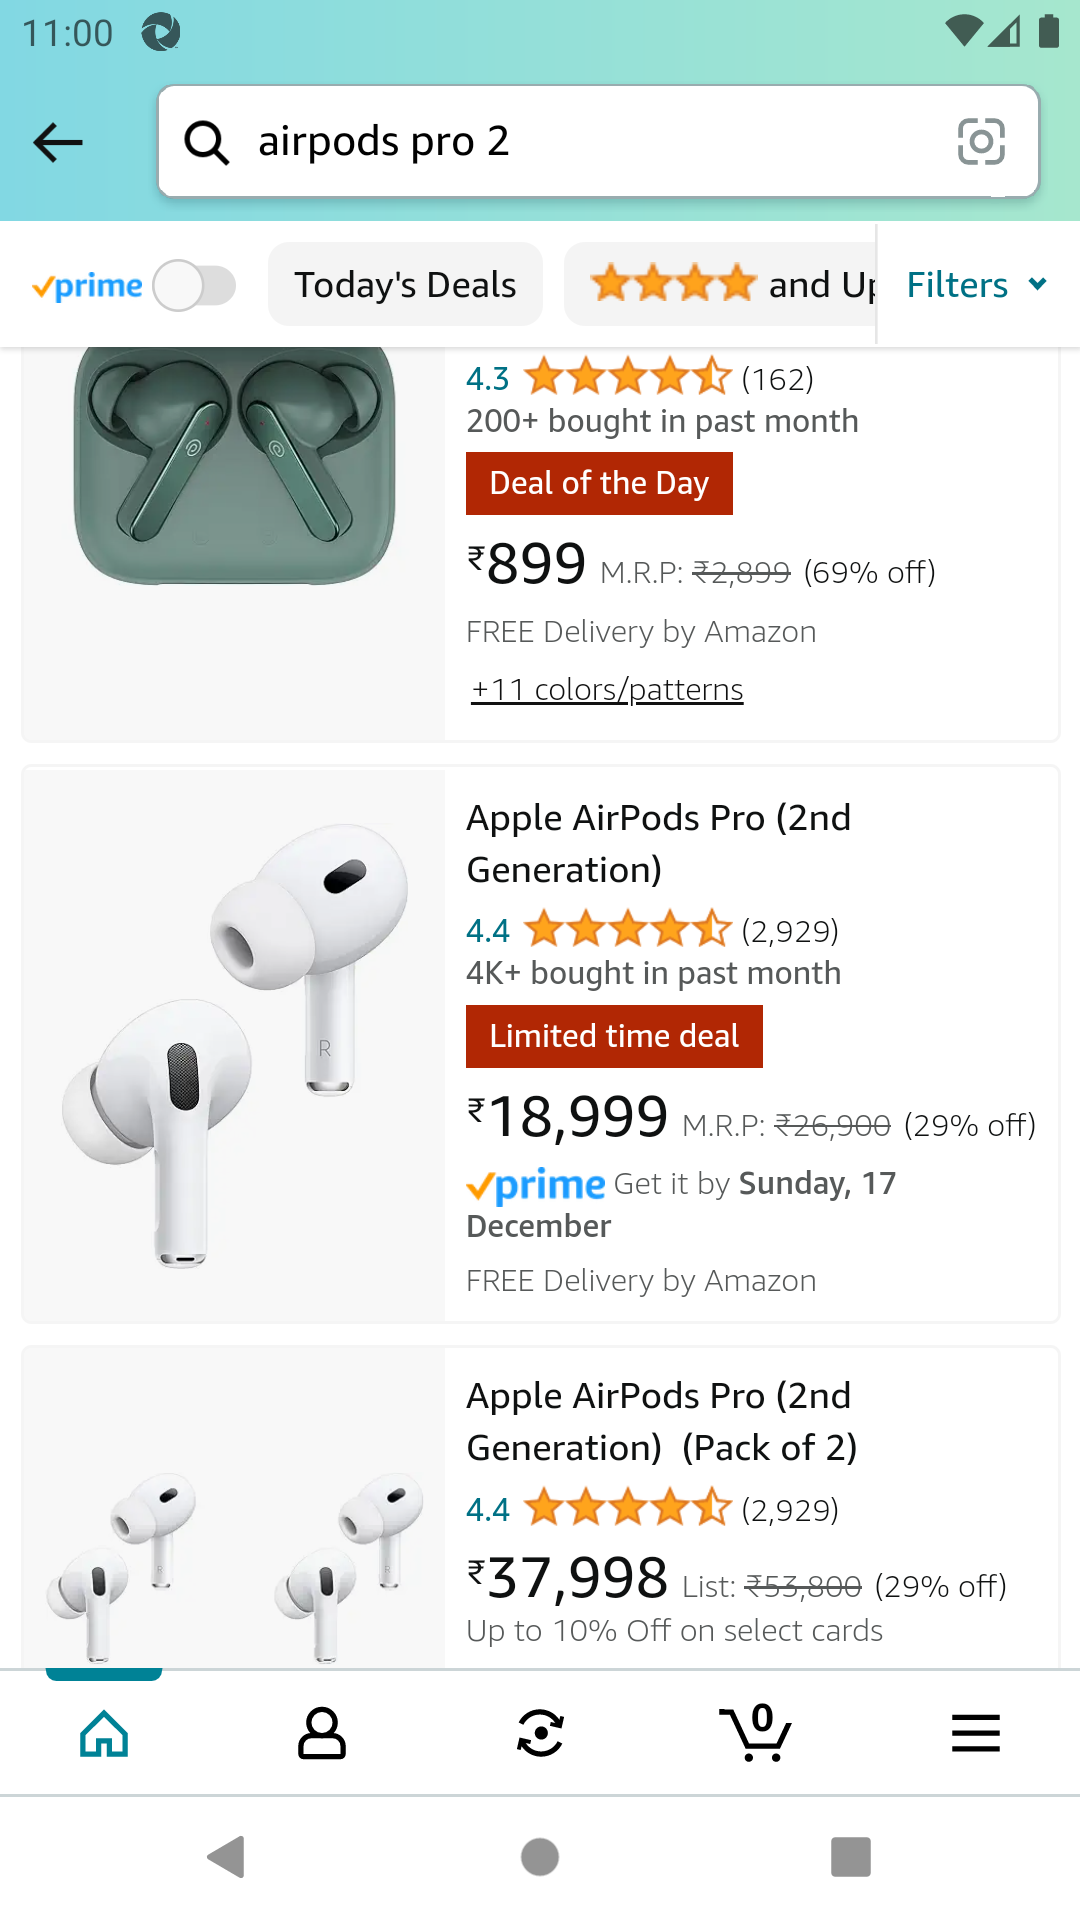 11:00
airpods pro 2
prime
Today's Deals
and Up
Filters
4.3 (162)
200+ bought in past month
Deal of the Day
₹899 M.R.P: ₹2,899 (69% off)
FREE Delivery by Amazon
+11 colors/patterns
Apple AirPods Pro (2nd
Generation)
4.4 (2,929)
4K+ bought in past month
Limited time deal
₹18,999 M.R.P: ₹26,900 (29% off)
prime Get it by Sunday, 17
December
FREE Delivery by Amazon
R
Apple AirPods Pro (2nd
Generation) (Pack of 2)
4.4 (2,929)
₹37,998 List: ₹53,800 (29% off)
Up to 10% Off on select cards
R
R
0